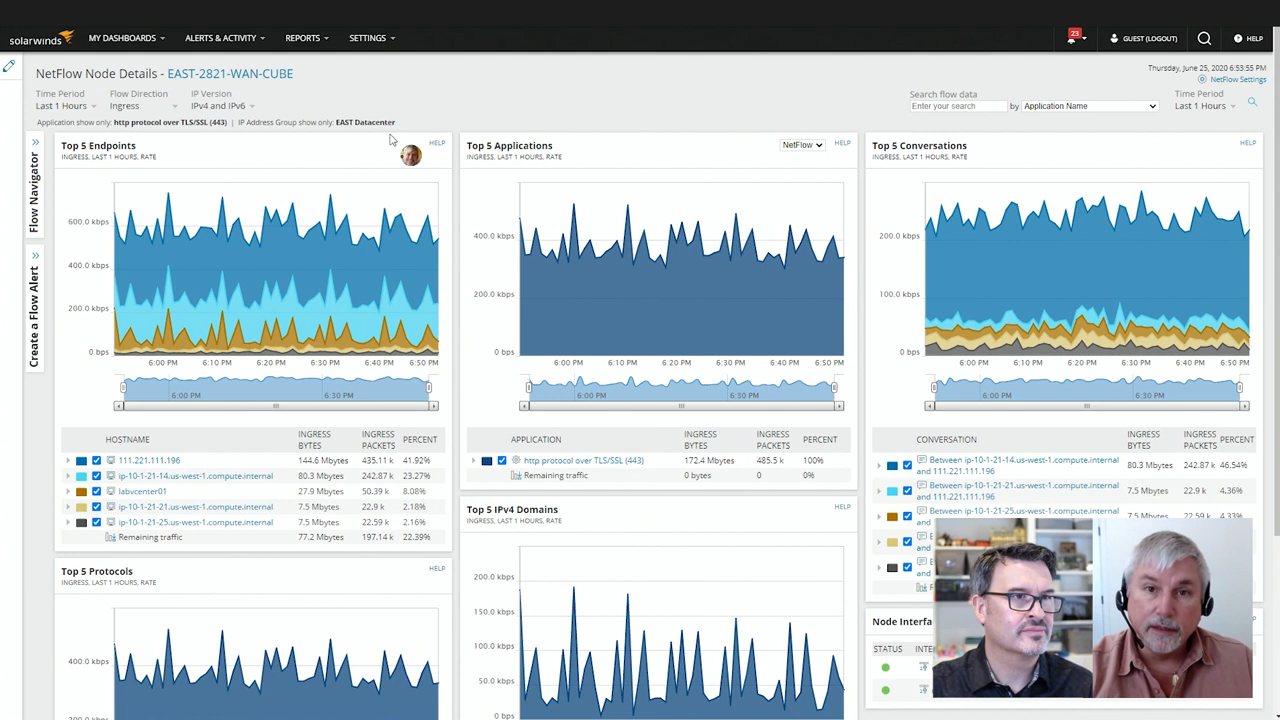 solarwinds
MY DASHBOARDS
ALERTS & ACTIVITY
REPORTS
SETTINGS
23
GUEST (LOGOUT)
HELP
NetFlow Node Details - EAST-2821-WAN-CUBE
Thursday, June 25, 2020 6:53:55 PM
NetFlow Settings
Time Period
Last 1 Hours
Flow Direction
Ingress
IP Version
IPv4 and IPv6
Search flow data
Enter your search
by
Application Name
Time Period
Last 1 Hours
Application show only: http protocol over TLS/SSL (443) | IP Address Group show only: EAST Datacenter
Flow Navigator
Create a Flow Alert
Top 5 Endpoints
HELP
INGRESS, LAST 1 HOURS, RATE
600.0 kbps
400.0 kbps
200.0 kbps
0 bps
6:00 PM 6:10 PM 6:20 PM 6:30 PM 6:40 PM 6:50 PM
6:00 PM 6:30 PM
HOSTNAME INGRESS BYTES INGRESS PACKETS PERCENT
111.221.111.196 144.6 Mbytes 435.11 k 41.92%
ip-10-1-21-14.us-west-1.compute.internal 80.3 Mbytes 242.87 k 23.27%
labvcenter01 27.9 Mbytes 50.39 k 8.08%
ip-10-1-21-21.us-west-1.compute.internal 7.5 Mbytes 22.9 k 2.18%
ip-10-1-21-25.us-west-1.compute.internal 7.5 Mbytes 22.59 k 2.16%
Remaining traffic 77.2 Mbytes 197.14 k 22.39%
Top 5 Protocols
HELP
INGRESS, LAST 1 HOURS, RATE
400.0 kbps
200.0 kbps
Top 5 Applications
NetFlow
HELP
INGRESS, LAST 1 HOURS, RATE
400.0 kbps
200.0 kbps
0 bps
6:00 PM 6:10 PM 6:20 PM 6:30 PM 6:40 PM 6:50 PM
6:00 PM 6:30 PM
APPLICATION INGRESS BYTES INGRESS PACKETS PERCENT
http protocol over TLS/SSL (443) 172.4 Mbytes 485.5 k 100%
Remaining traffic 0 bytes 0 0%
Top 5 IPv4 Domains
HELP
INGRESS, LAST 1 HOURS, RATE
200.0 kbps
150.0 kbps
100.0 kbps
50.0 kbps
0 bps
Top 5 Conversations
HELP
INGRESS, LAST 1 HOURS, RATE
200.0 kbps
100.0 kbps
0 bps
6:00 PM 6:10 PM 6:20 PM 6:30 PM 6:40 PM 6:50 PM
6:00 PM 6:30 PM
CONVERSATION INGRESS BYTES INGRESS PACKETS PERCENT
Between ip-10-1-21-14.us-west-1.compute.internal and 111.221.111.196 80.3 Mbytes 242.87 k 46.54%
Between ip-10-1-21-21.us-west-1.compute.internal and 111.221.111.196 7.5 Mbytes 22.9 k 4.36%
Between ip-10-1-21-25.us-west-1.compute.internal 7.5 Mbytes 22.59 k 4.33%
and
and
and
Node Interfa
STATUS